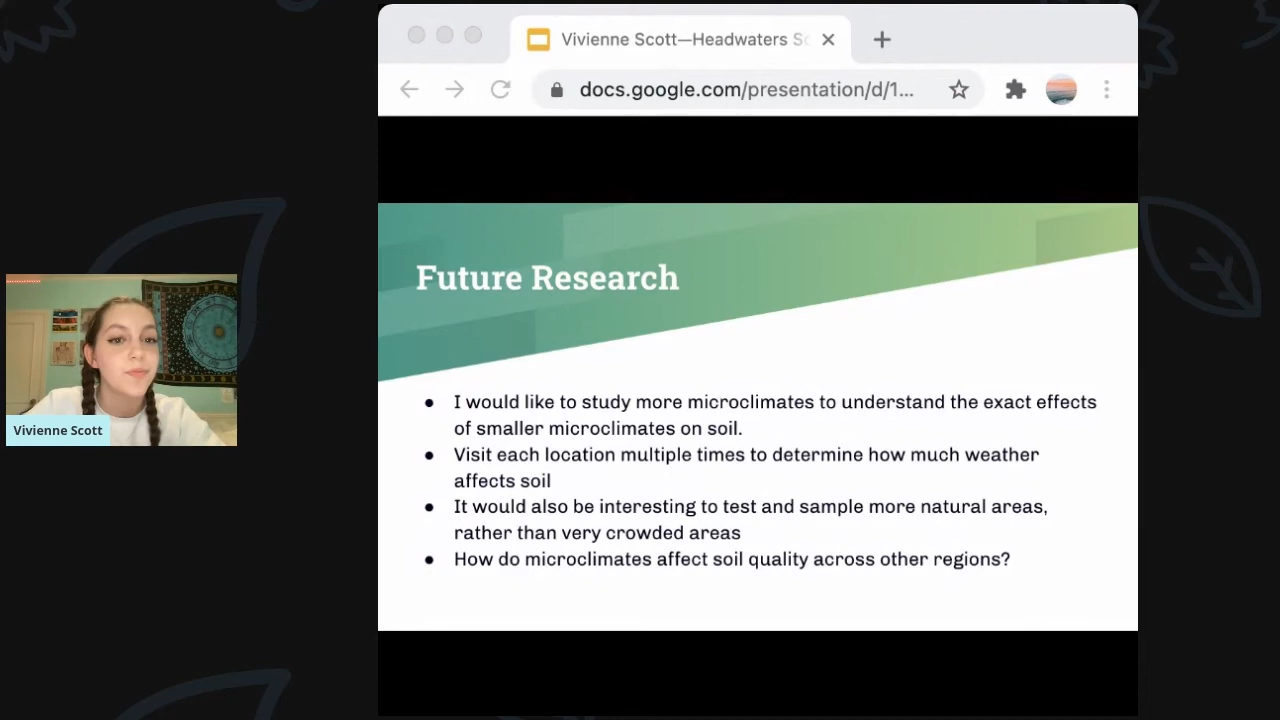 Vivienne Scott—Headwaters
docs.google.com/presentation/d/1...
Future Research
● I would like to study more microclimates to understand the exact effects
of smaller microclimates on soil.
● Visit each location multiple times to determine how much weather
affects soil
● It would also be interesting to test and sample more natural areas,
rather than very crowded areas
● How do microclimates affect soil quality across other regions?
Vivienne Scott